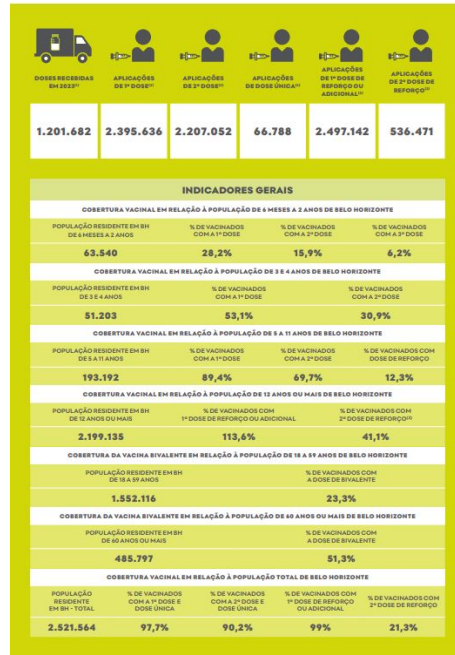 DOSES RECEBIDAS
EM 2023⁽¹⁾
APLICAÇÕES
DE 1ª DOSE⁽²⁾
APLICAÇÕES
DE 2ª DOSE⁽²⁾
APLICAÇÕES
DE DOSE ÚNICA⁽²⁾
APLICAÇÕES
DE 1ª DOSE DE
REFORÇO OU
ADICIONAL⁽²⁾
APLICAÇÕES
DE 2ª DOSE DE
REFORÇO⁽²⁾
1.201.682
2.395.636
2.207.052
66.788
2.497.142
536.471
INDICADORES GERAIS
COBERTURA VACINAL EM RELAÇÃO À POPULAÇÃO DE 6 MESES A 2 ANOS DE BELO HORIZONTE
POPULAÇÃO RESIDENTE EM BH
DE 6 MESES A 2 ANOS
% DE VACINADOS
COM A 1ª DOSE
% DE VACINADOS
COM A 2ª DOSE
% DE VACINADOS
COM A 3ª DOSE
63.540
28,2%
15,9%
6,2%
COBERTURA VACINAL EM RELAÇÃO À POPULAÇÃO DE 3 E 4 ANOS DE BELO HORIZONTE
POPULAÇÃO RESIDENTE EM BH
DE 3 E 4 ANOS
% DE VACINADOS
COM A 1ª DOSE
% DE VACINADOS
COM A 2ª DOSE
51.203
53,1%
30,9%
COBERTURA VACINAL EM RELAÇÃO À POPULAÇÃO DE 5 A 11 ANOS DE BELO HORIZONTE
POPULAÇÃO RESIDENTE EM BH
DE 5 A 11 ANOS
% DE VACINADOS
COM A 1ª DOSE
% DE VACINADOS
COM A 2ª DOSE
% DE VACINADOS COM
DOSE DE REFORÇO
193.192
89,4%
69,7%
12,3%
COBERTURA VACINAL EM RELAÇÃO À POPULAÇÃO DE 12 ANOS OU MAIS DE BELO HORIZONTE
POPULAÇÃO RESIDENTE EM BH
DE 12 ANOS OU MAIS
% DE VACINADOS COM
1ª DOSE DE REFORÇO OU ADICIONAL
% DE VACINADOS COM
2ª DOSE DE REFORÇO⁽³⁾
2.199.135
113,6%
41,1%
COBERTURA DA VACINA BIVALENTE EM RELAÇÃO À POPULAÇÃO DE 18 A 59 ANOS DE BELO HORIZONTE
POPULAÇÃO RESIDENTE EM BH
DE 18 A 59 ANOS
% DE VACINADOS COM
A DOSE DE BIVALENTE
1.552.116
23,3%
COBERTURA DA VACINA BIVALENTE EM RELAÇÃO À POPULAÇÃO DE 60 ANOS OU MAIS DE BELO HORIZONTE
POPULAÇÃO RESIDENTE EM BH
DE 60 ANOS OU MAIS
% DE VACINADOS COM
A DOSE DE BIVALENTE
485.797
51,3%
COBERTURA VACINAL EM RELAÇÃO À POPULAÇÃO TOTAL DE BELO HORIZONTE
POPULAÇÃO
RESIDENTE
EM BH - TOTAL
% DE VACINADOS
COM A 1ª DOSE E
DOSE ÚNICA
% DE VACINADOS
COM A 2ª DOSE E
DOSE ÚNICA
% DE VACINADOS COM
1ª DOSE DE REFORÇO
OU ADICIONAL
% DE VACINADOS COM
2ª DOSE DE REFORÇO
2.521.564
97,7%
90,2%
99%
21,3%